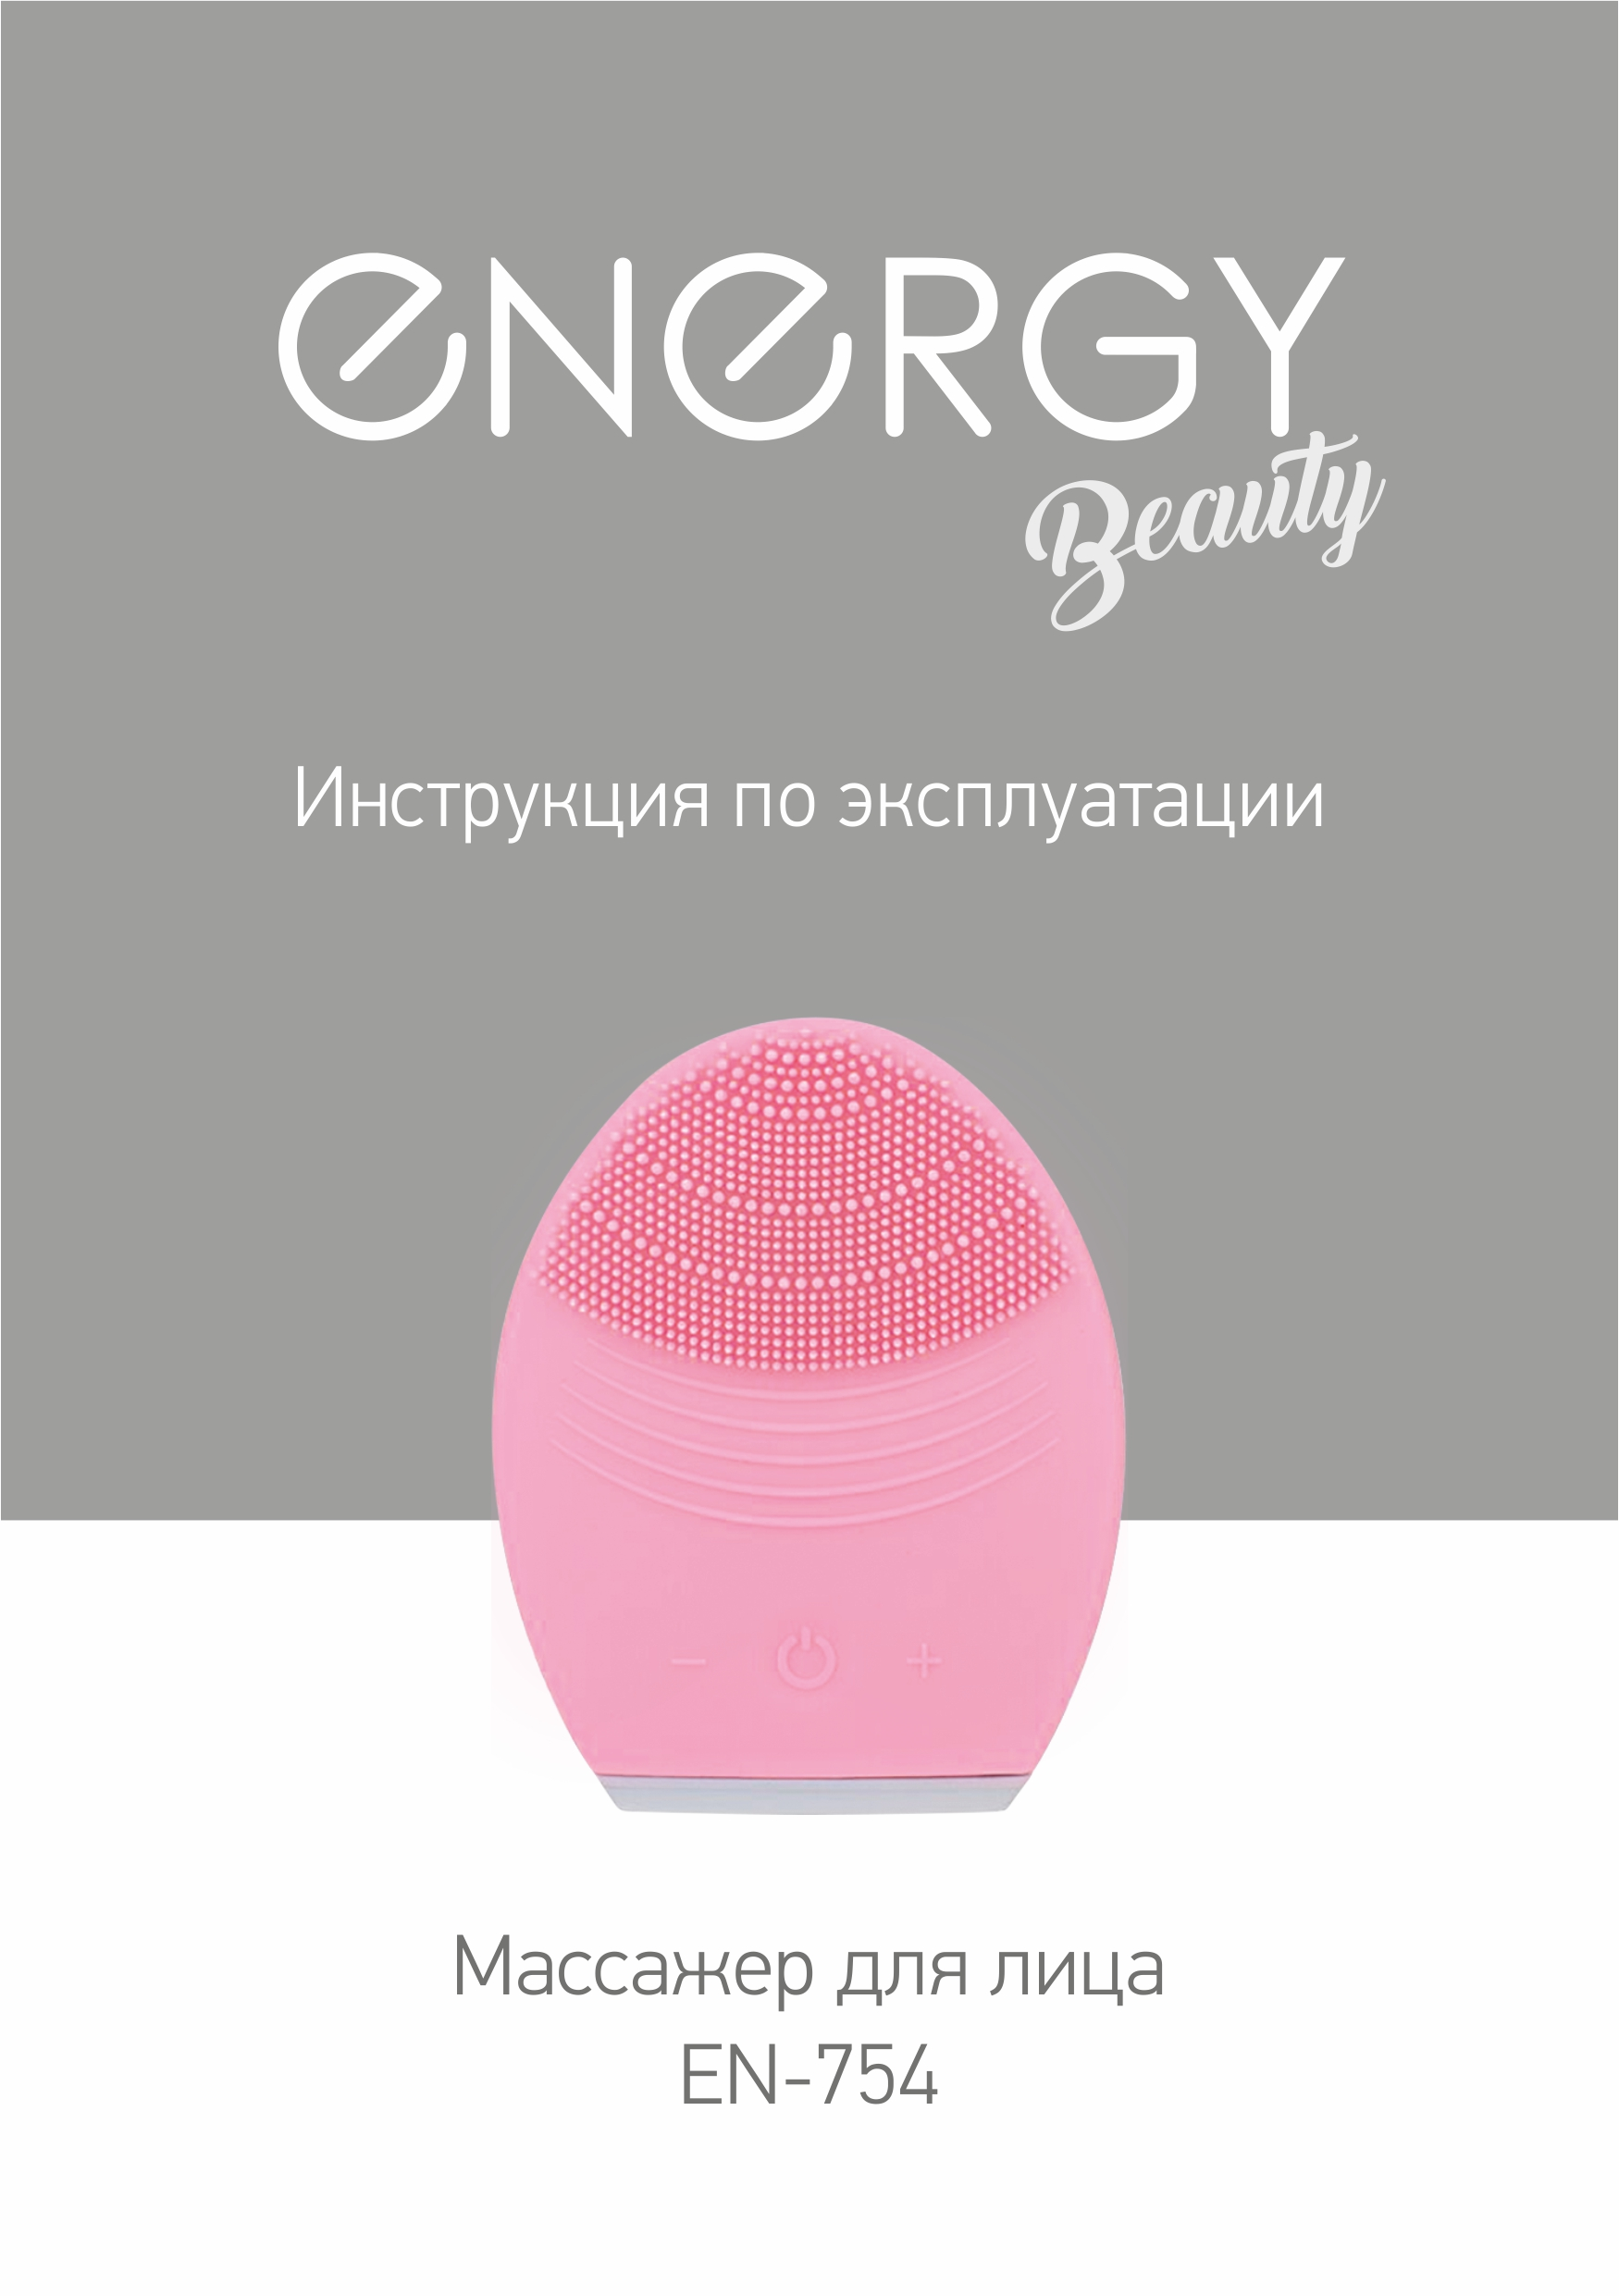 eNeRGY
Beauty
Инструкция по эксплуатации
− +
Массажер для лица
EN-754